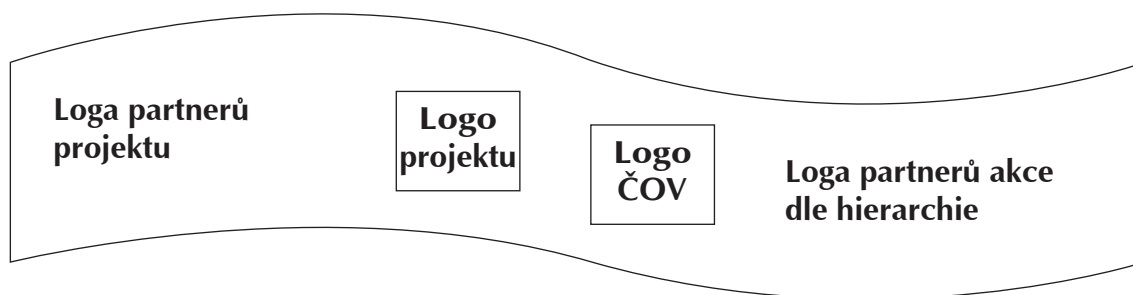 Loga partnerů
projektu
Logo
projektu
Logo
ČOV
Loga partnerů akce
dle hierarchie